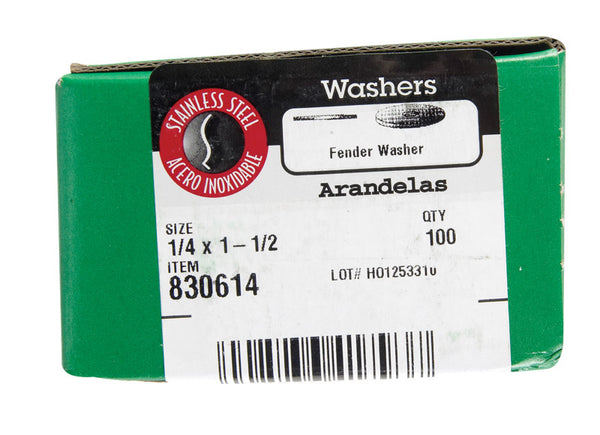 STAINLESS STEEL
ACERO INOXIDABLE
Washers
Fender Washer
Arandelas
SIZE
1/4 x 1-1/2
QTY
100
ITEM
830614
LOT# H01253310